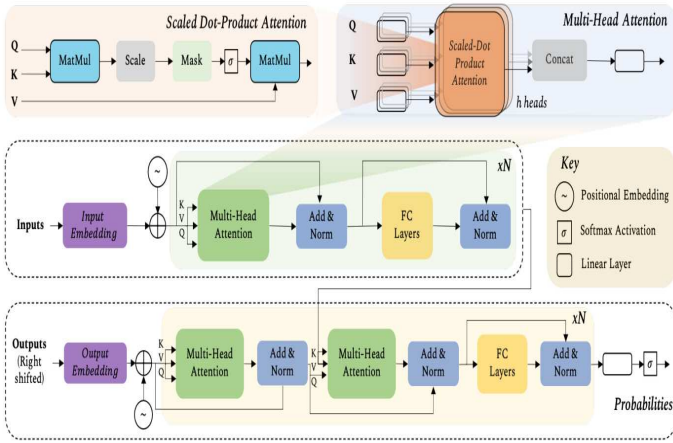 Scaled Dot-Product Attention
Q
K
V
MatMul
Scale
Mask
σ
MatMul
Multi-Head Attention
Q
K
V
Scaled-Dot
Product
Attention
h heads
Concat
xN
~
Inputs
Input
Embedding
K
V
Q
Multi-Head
Attention
Add &
Norm
FC
Layers
Add &
Norm
Key
~
Positional Embedding
σ
Softmax Activation
Linear Layer
xN
Outputs
(Right
shifted)
Output
Embedding
~
K
V
Q
Multi-Head
Attention
Add &
Norm
K
V
Q
Multi-Head
Attention
Add &
Norm
FC
Layers
Add &
Norm
σ
Probabilities